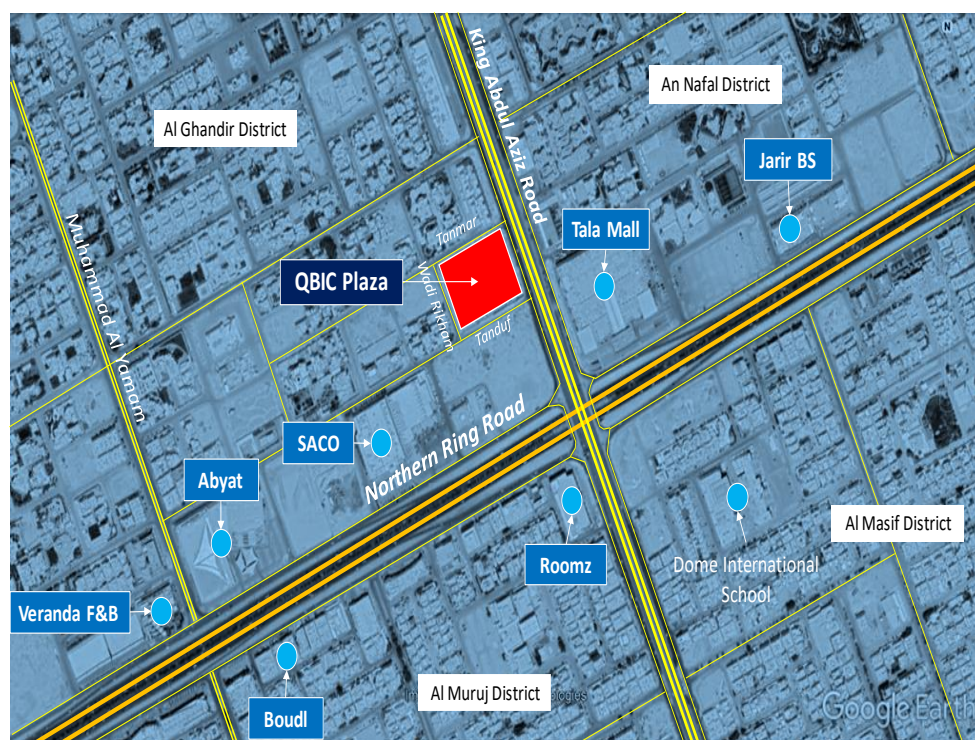 N
King Abdul Aziz Road
An Nafal District
Al Ghandir District
Jarir BS
Tala Mall
Tanmar
QBIC Plaza
Wadi Rikham
Tanduf
Muhammad Al Yamam
SACO
Northern Ring Road
Abyat
Roomz
Al Masif District
Dome International
School
Veranda F&B
Al Muruj District
Boudl
Google Earth